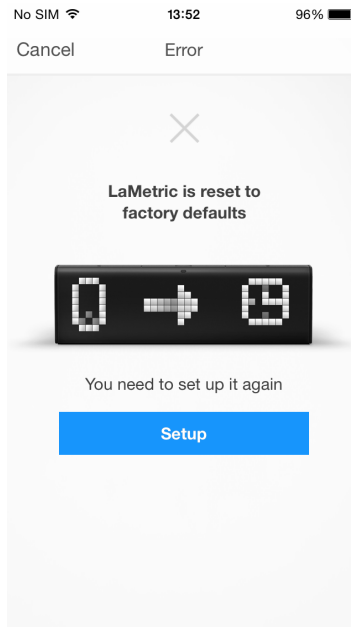 No SIM 13:52 96%
Cancel Error
LaMetric is reset to
factory defaults
You need to set up it again
Setup